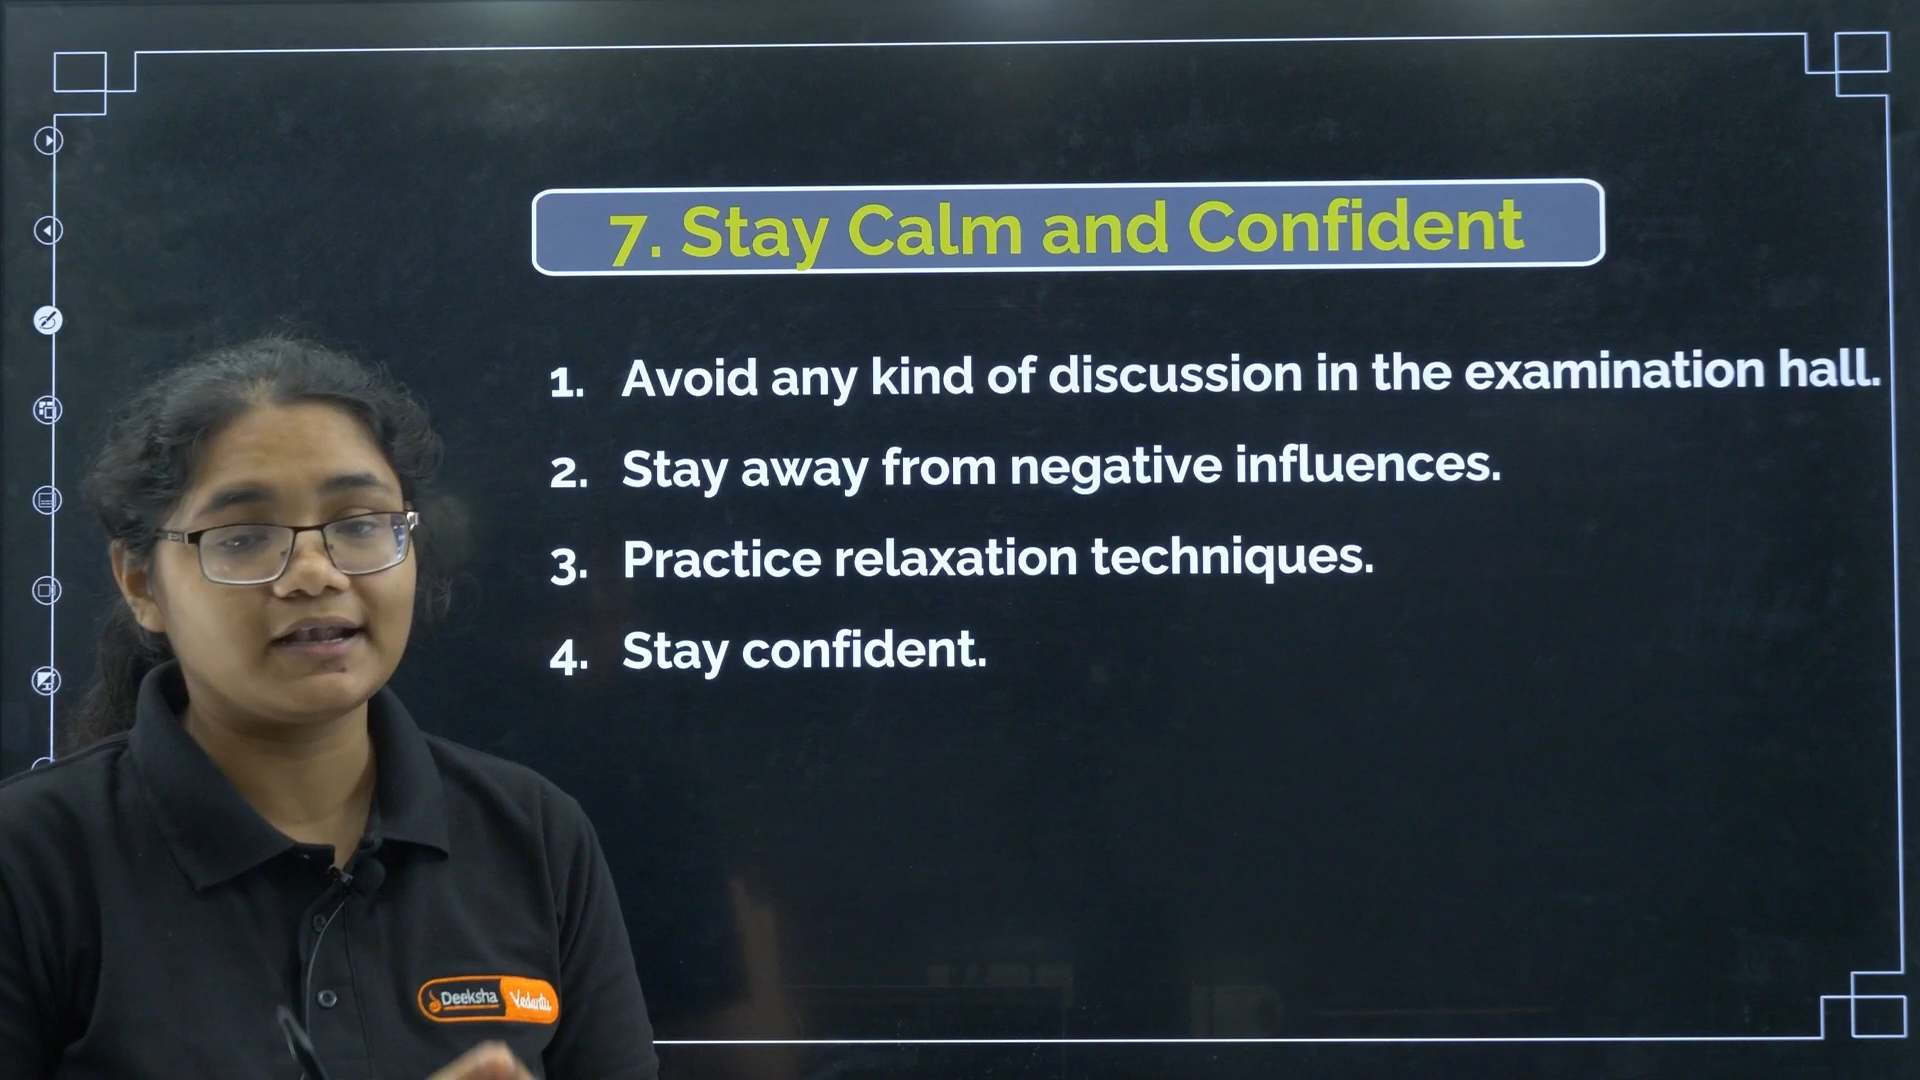 7. Stay Calm and Confident
1. Avoid any kind of discussion in the examination hall.
2. Stay away from negative influences.
3. Practice relaxation techniques.
4. Stay confident.
Deeksha Vedantu